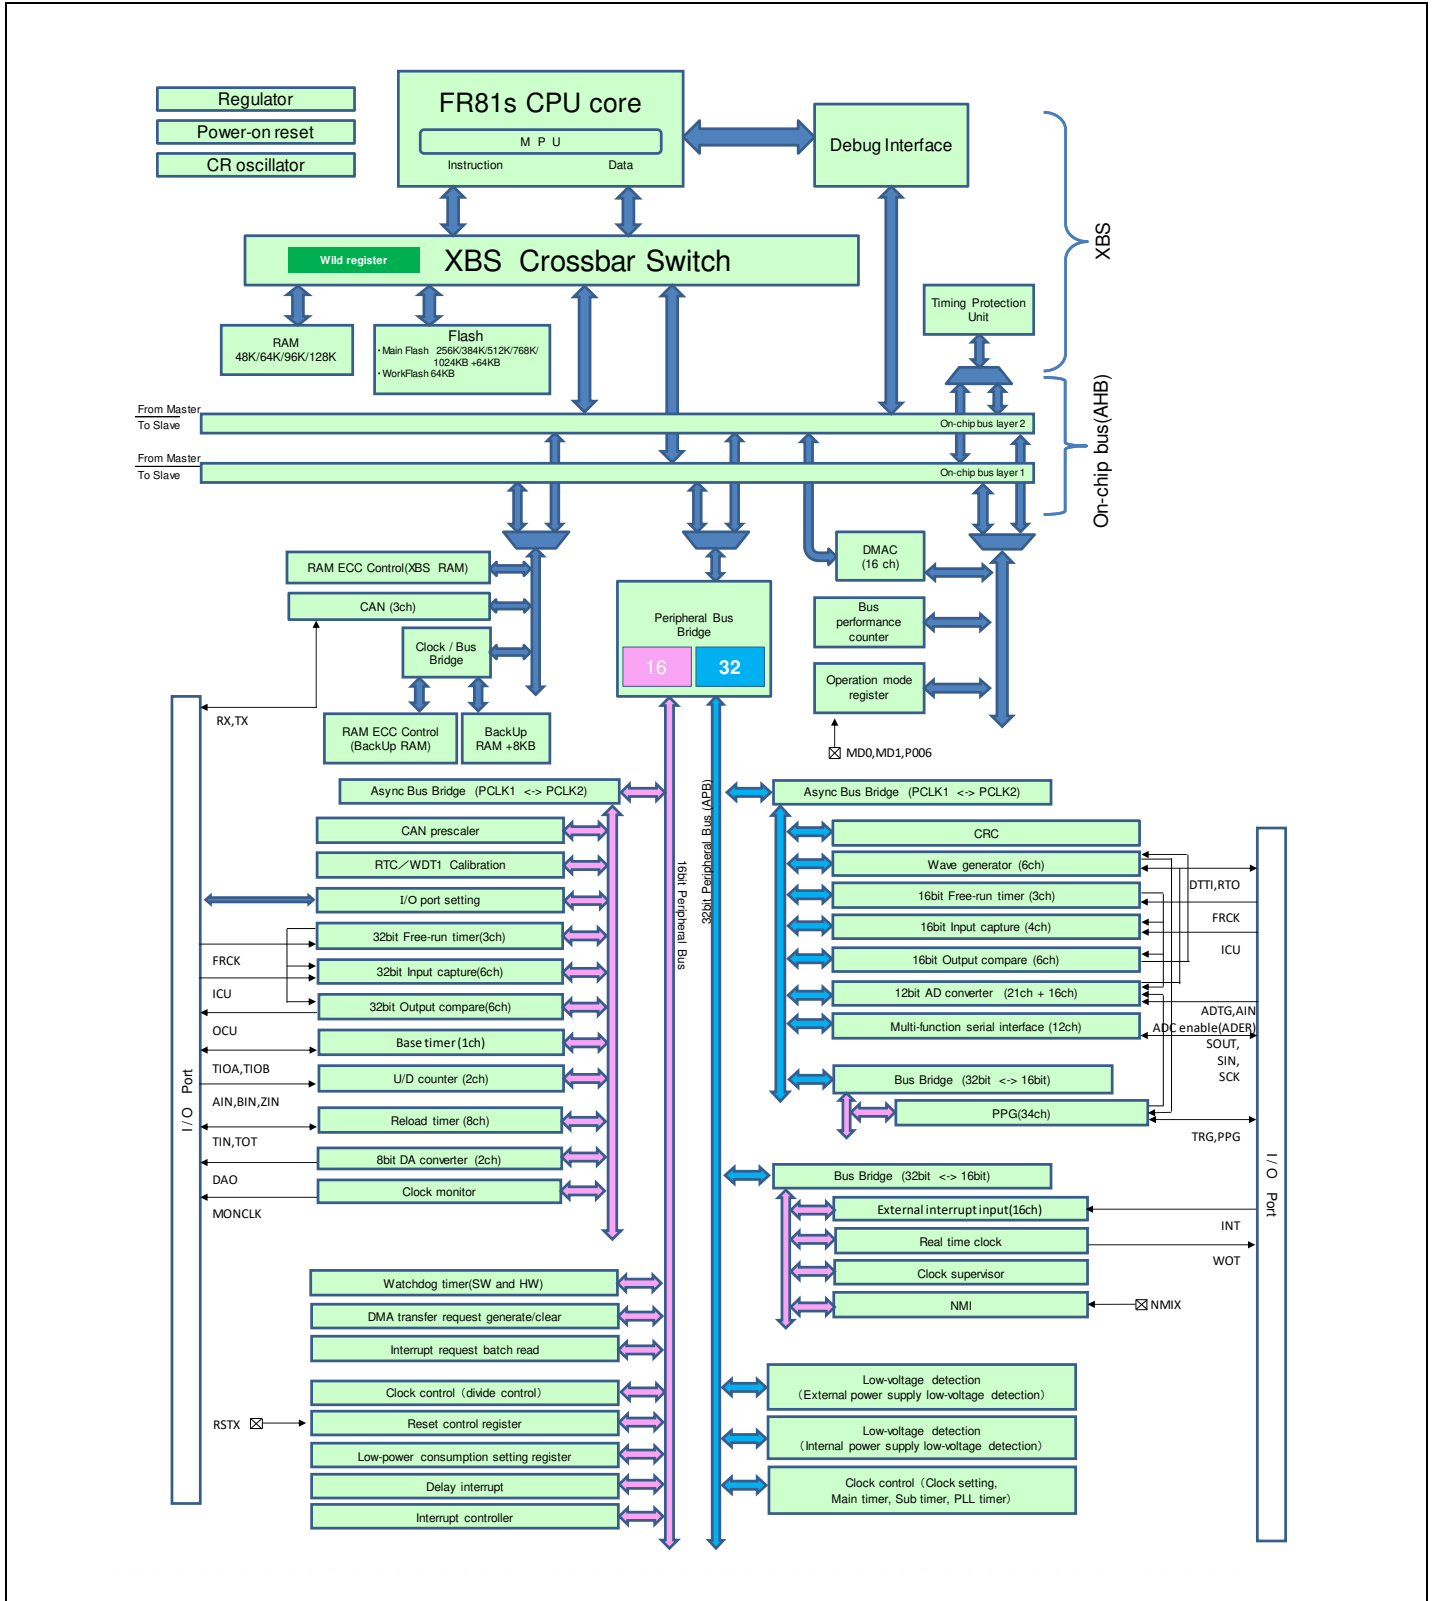 FR81s CPU core
M P U
Instruction Data
Regulator
Power-on reset
CR oscillator
Debug Interface
XBS
XBS Crossbar Switch
Wild register
Timing Protection
Unit
RAM
48K/64K/96K/128K
Flash
・Main Flash 256K/384K/512K/768K/
1024KB +64KB
・WorkFlash 64KB
On-chip bus(AHB)
From Master
To Slave
On-chip bus layer 2
From Master
To Slave
On-chip bus layer 1
RAM ECC Control(XBS RAM)
CAN (3ch)
Clock / Bus
Bridge
RAM ECC Control
(BackUp RAM)
BackUp
RAM +8KB
RX,TX
Peripheral Bus
Bridge
16
32
DMAC
(16 ch)
Bus
performance
counter
Operation mode
register
MD0,MD1,P006
16bit Peripheral Bus
32bit Peripheral Bus (APB)
Async Bus Bridge (PCLK1 <-> PCLK2)
CAN prescaler
RTC／WDT1 Calibration
I/O port setting
32bit Free-run timer(3ch)
32bit Input capture(6ch)
32bit Output compare(6ch)
Base timer (1ch)
U/D counter (2ch)
Reload timer (8ch)
8bit DA converter (2ch)
Clock monitor
FRCK
ICU
OCU
TIOA,TIOB
AIN,BIN,ZIN
TIN,TOT
DAO
MONCLK
I / O Port
Watchdog timer(SW and HW)
DMA transfer request generate/clear
Interrupt request batch read
Clock control（divide control）
RSTX
Reset control register
Low-power consumption setting register
Delay interrupt
Interrupt controller
Async Bus Bridge (PCLK1 <-> PCLK2)
CRC
Wave generator (6ch)
16bit Free-run timer (3ch)
16bit Input capture (4ch)
16bit Output compare (6ch)
12bit AD converter (21ch + 16ch)
Multi-function serial interface (12ch)
Bus Bridge (32bit <-> 16bit)
PPG(34ch)
DTTI,RTO
FRCK
ICU
ADTG,AIN
ADC enable(ADER)
SOUT,
SIN,
SCK
TRG,PPG
Bus Bridge (32bit <-> 16bit)
External interrupt input(16ch)
Real time clock
Clock supervisor
NMI
INT
WOT
NMIX
I / O Port
Low-voltage detection
（External power supply low-voltage detection）
Low-voltage detection
（Internal power supply low-voltage detection）
Clock control（Clock setting,
Main timer, Sub timer, PLL timer）